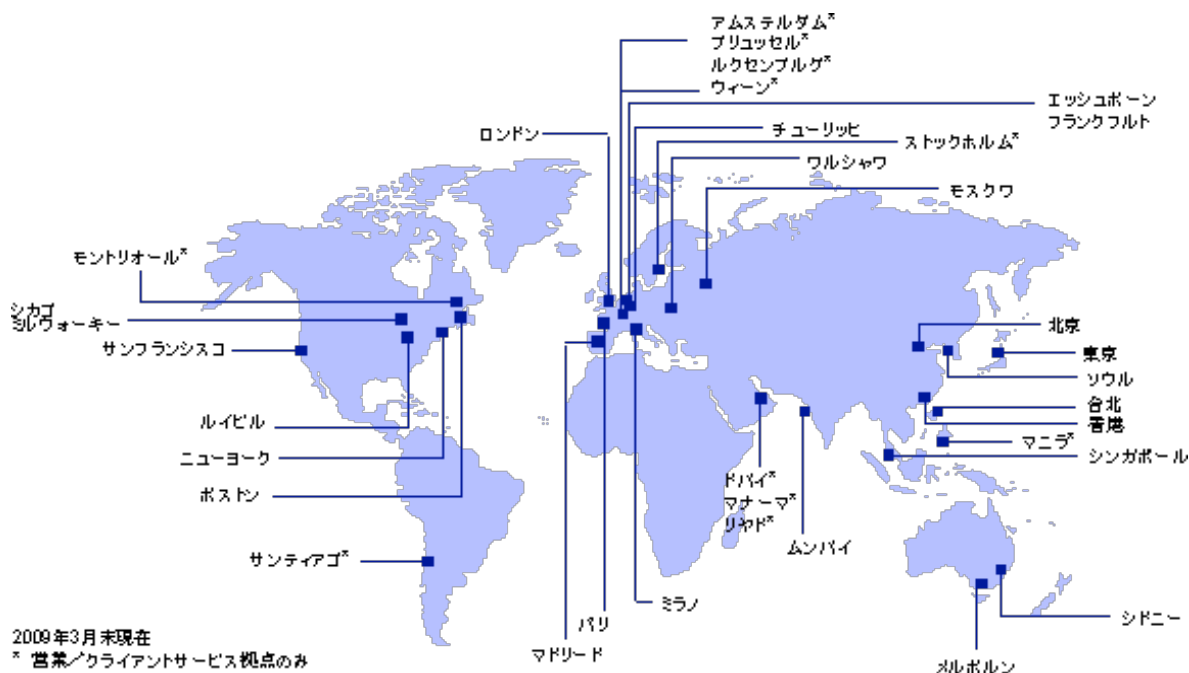 アムステルダム*
ブリュッセル*
ルクセンブルグ*
ウィーン*
エッシュボーン
フランクフルト
ロンドン
チューリッヒ
ストックホルム*
ワルシャワ
モスクワ
モントリオール*
シカゴ
ミルウォーキー
サンフランシスコ
北京
東京
ソウル
台北
香港
マニラ*
シンガポール
ルイビル
ニューヨーク
ボストン
ドバイ*
マナーマ*
リヤド*
ムンバイ
サンティアゴ*
ミラノ
パリ
マドリード
シドニー
メルボルン
2009年3月末現在
* 営業/クライアントサービス拠点のみ